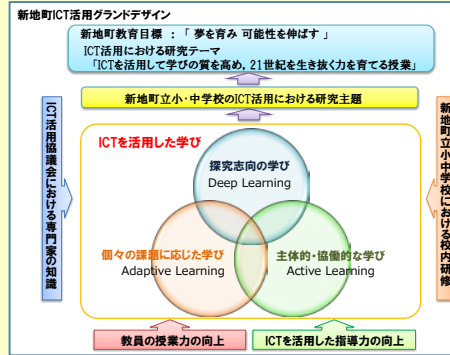 新地町ICT活用グランドデザイン
新地町教育目標 : 「 夢を育み 可能性を伸ばす 」
ICT活用における研究テーマ
「ICTを活用して学びの質を高め，21世紀を生き抜く力を育てる授業」
新地町立小・中学校のICT活用における研究主題
ICT活用協議会における専門家の知識
ICTを活用した学び
探究志向の学び
Deep Learning
個々の課題に応じた学び
Adaptive Learning
主体的・協働的な学び
Active Learning
新地町立小中学校における校内研修
教員の授業力の向上
ICTを活用した指導力の向上